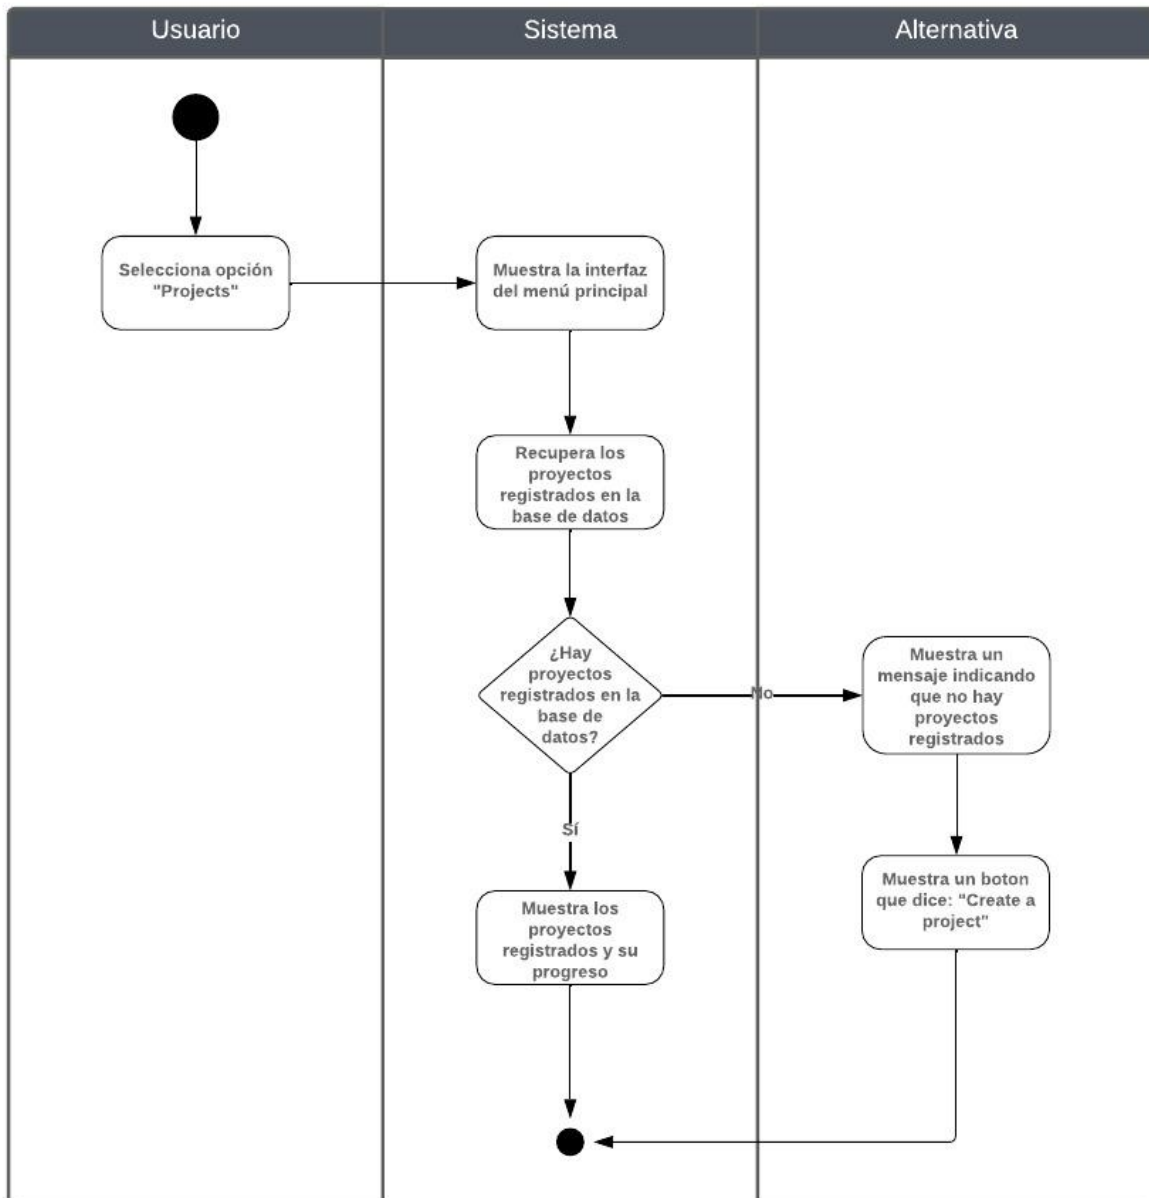 Usuario
Sistema
Alternativa
Selecciona opción
"Projects"
Muestra la interfaz
del menú principal
Recupera los
proyectos
registrados en la
base de datos
¿Hay
proyectos
registrados en la
base de
datos?
No
Muestra un
mensaje indicando
que no hay
proyectos
registrados
Sí
Muestra un boton
que dice: "Create a
project"
Muestra los
proyectos
registrados y su
progreso